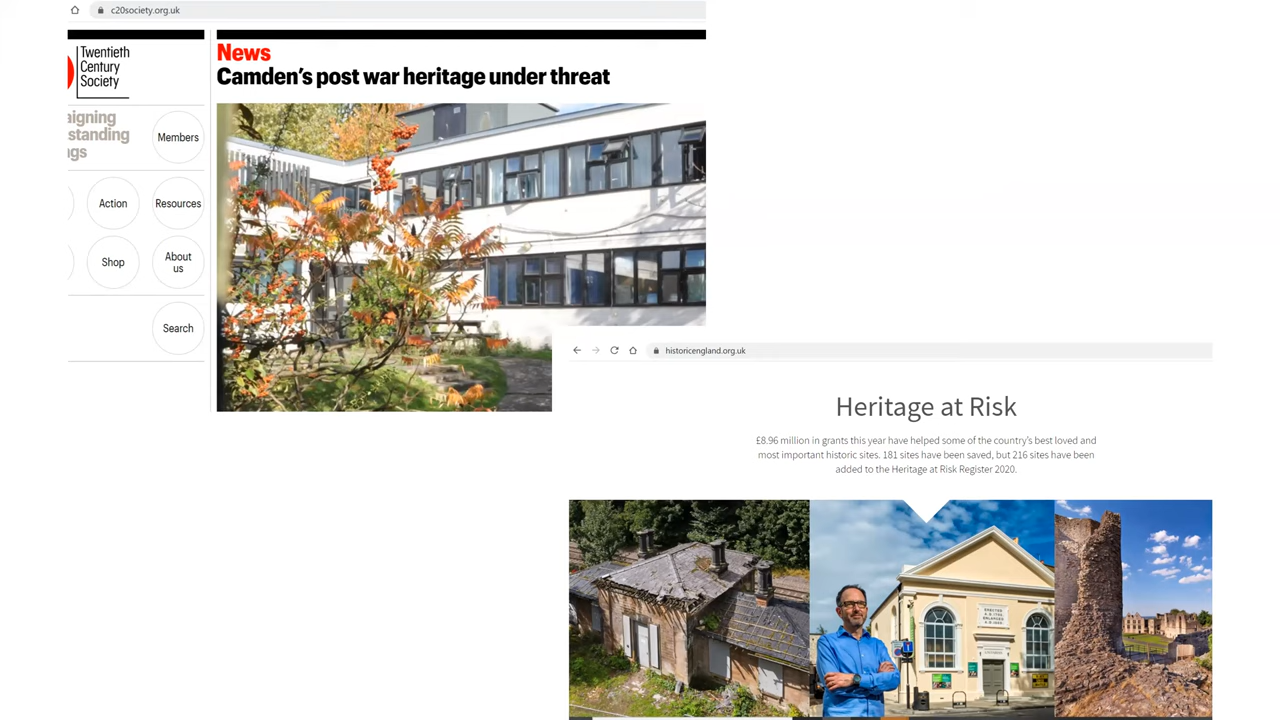 c20society.org.uk
Twentieth
Century
Society
News
Camden's post war heritage under threat
aigning
standing
ngs
Members
Action
Resources
Shop
About
us
Search
historicengland.org.uk
Heritage at Risk
£8.96 million in grants this year have helped some of the country's best loved and
most important historic sites. 181 sites have been saved, but 216 sites have been
added to the Heritage at Risk Register 2020.
ERECTED